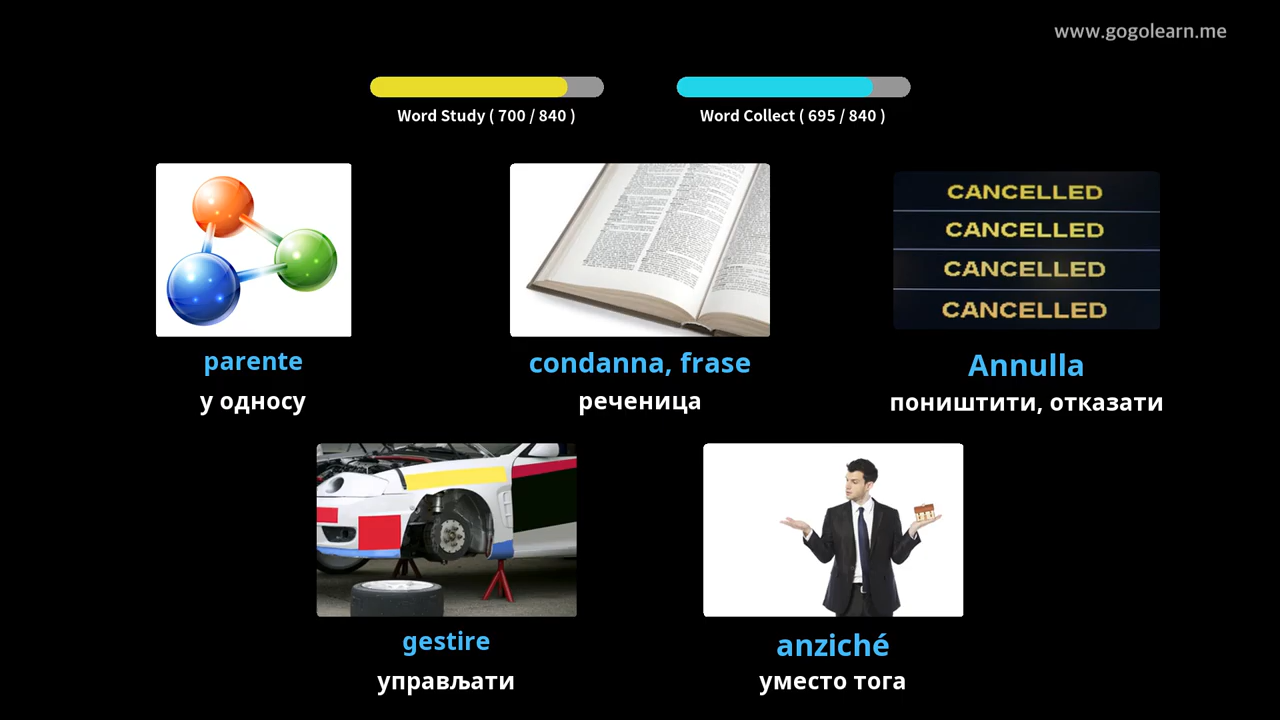 www.gogolearn.me
Word Study ( 700 / 840 )
Word Collect ( 695 / 840 )
CANCELLED
CANCELLED
CANCELLED
CANCELLED
parente
у односу
condanna, frase
реченица
Annulla
поништити, отказати
gestire
управљати
anziché
уместо тога